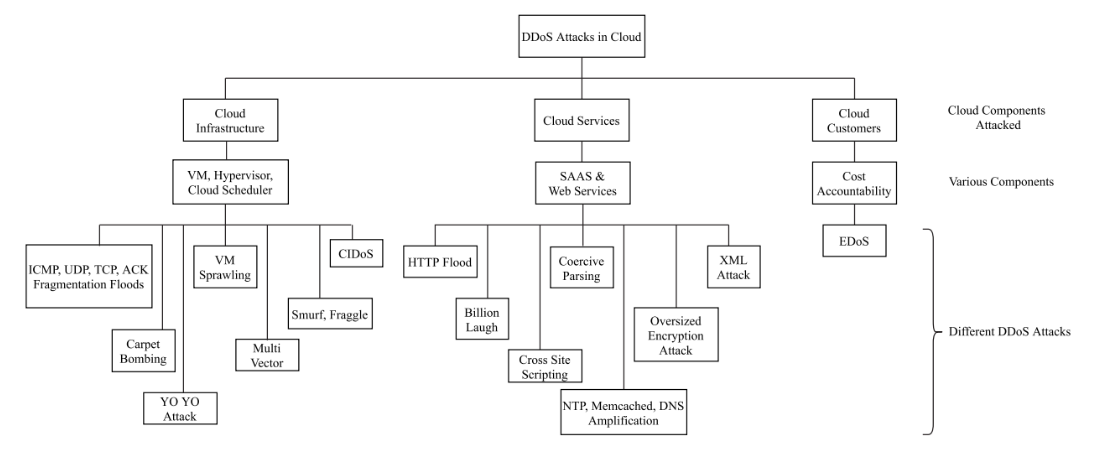 DDoS Attacks in Cloud
Cloud
Infrastructure
Cloud Services
Cloud
Customers
Cloud Components
Attacked
VM, Hypervisor,
Cloud Scheduler
SAAS &
Web Services
Cost
Accountability
Various Components
ICMP, UDP, TCP, ACK
Fragmentation Floods
Carpet
Bombing
YO YO
Attack
VM
Sprawling
Multi
Vector
Smurf, Fraggle
CIDoS
HTTP Flood
Billion
Laugh
Cross Site
Scripting
Coercive
Parsing
NTP, Memcached, DNS
Amplification
Oversized
Encryption
Attack
XML
Attack
EDoS
Different DDoS Attacks